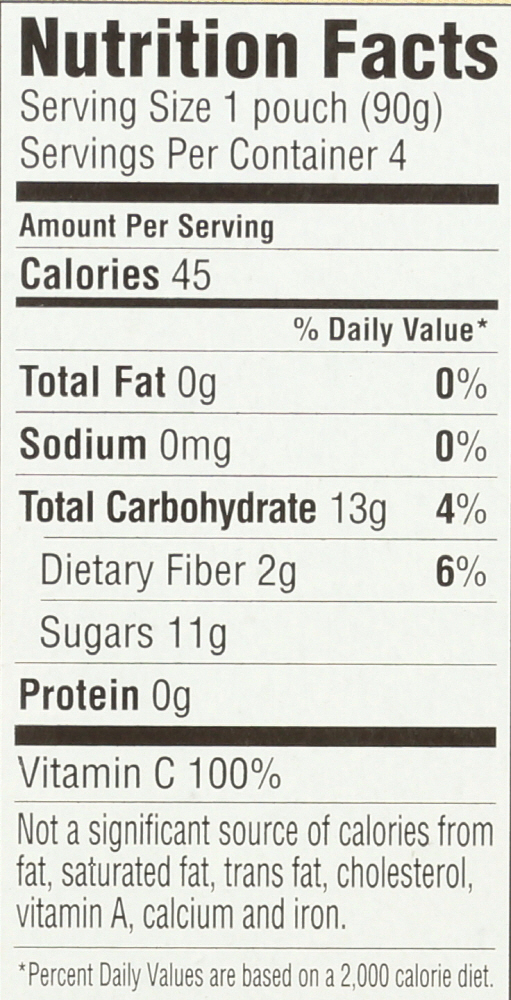 Nutrition Facts
Serving Size 1 pouch (90g)
Servings Per Container 4
Amount Per Serving
Calories 45
% Daily Value*
Total Fat 0g 0%
Sodium 0mg 0%
Total Carbohydrate 13g 4%
Dietary Fiber 2g 6%
Sugars 11g
Protein 0g
Vitamin C 100%
Not a significant source of calories from
fat, saturated fat, trans fat, cholesterol,
vitamin A, calcium and iron.
*Percent Daily Values are based on a 2,000 calorie diet.